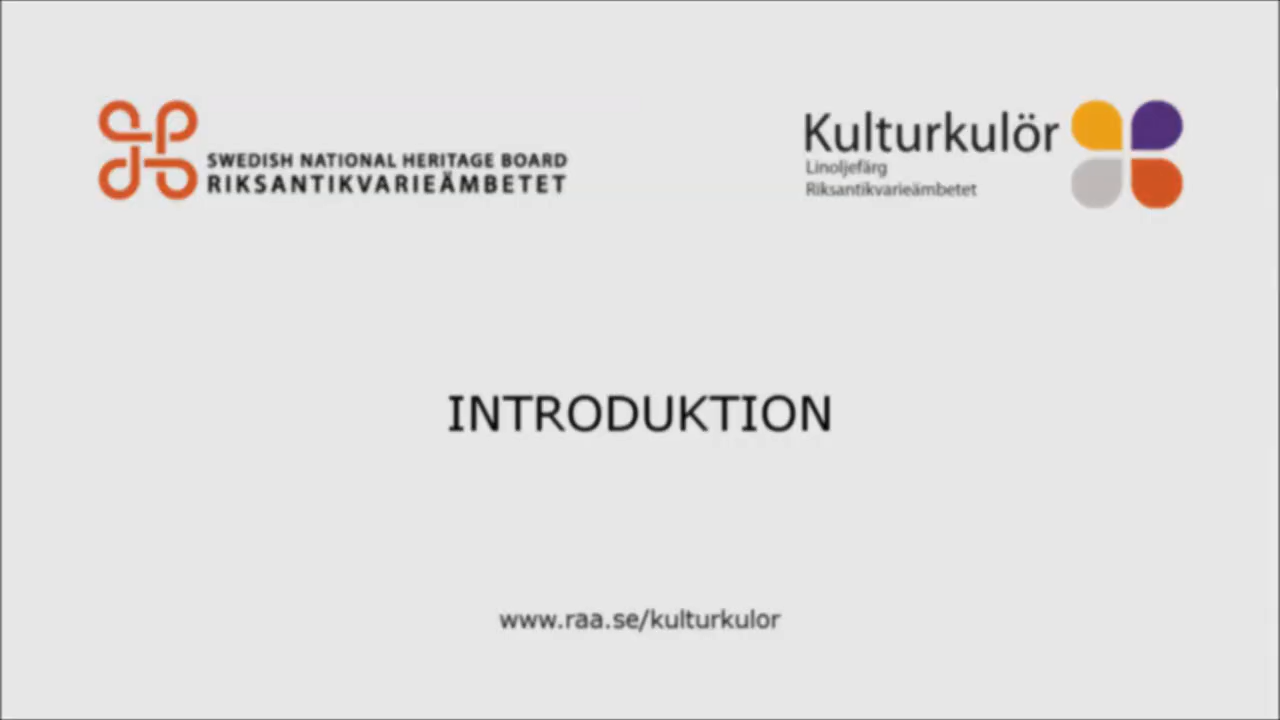 SWEDISH NATIONAL HERITAGE BOARD
RIKSANTIKVARIEÄMBETET
Kulturkulör
Linoljefärg
Riksantikvarieämbetet
INTRODUKTION
www.raa.se/kulturkulor